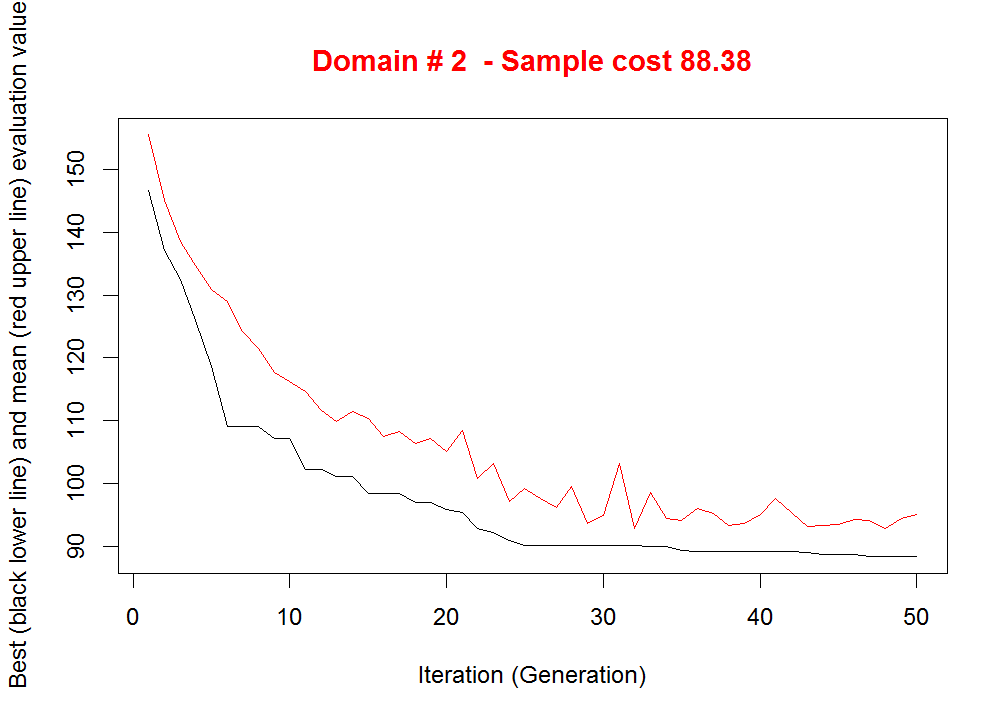 Domain # 2  - Sample cost 88.38
Best (black lower line) and mean (red upper line) evaluation value
150
140
130
120
110
100
90
0 10 20 30 40 50
Iteration (Generation)